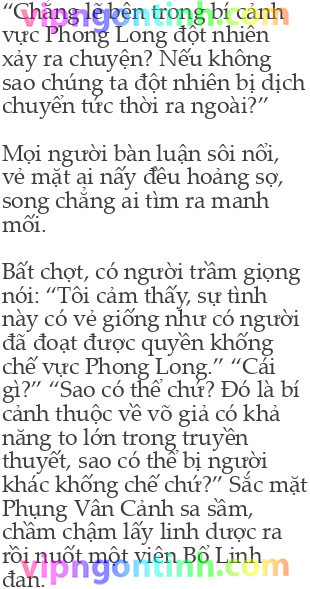 “Chẳng lẽ bên trong bí cảnh
vipngontinh.com
vực Phong Long đột nhiên
xảy ra chuyện? Nếu không
sao chúng ta đột nhiên bị dịch
chuyển tức thời ra ngoài?”
Mọi người bàn luận sôi nổi,
vẻ mặt ai nấy đều hoảng sợ,
song chẳng ai tìm ra manh
mối.
Bất chợt, có người trầm giọng
nói: “Tôi cảm thấy, sự tình
này có vẻ giống như có người
đã đoạt được quyền khống
chế vực Phong Long.” “Cái
gì?” “Sao có thể chứ? Đó là bí
cảnh thuộc về võ giả có khả
năng to lớn trong truyền
thuyết, sao có thể bị người
khác khống chế chứ?” Sắc mặt
Phụng Vân Cảnh sa sầm,
chầm chậm lấy linh dược ra
rồi nuốt một viên Bổ Linh
vipngontinh.com
đan.